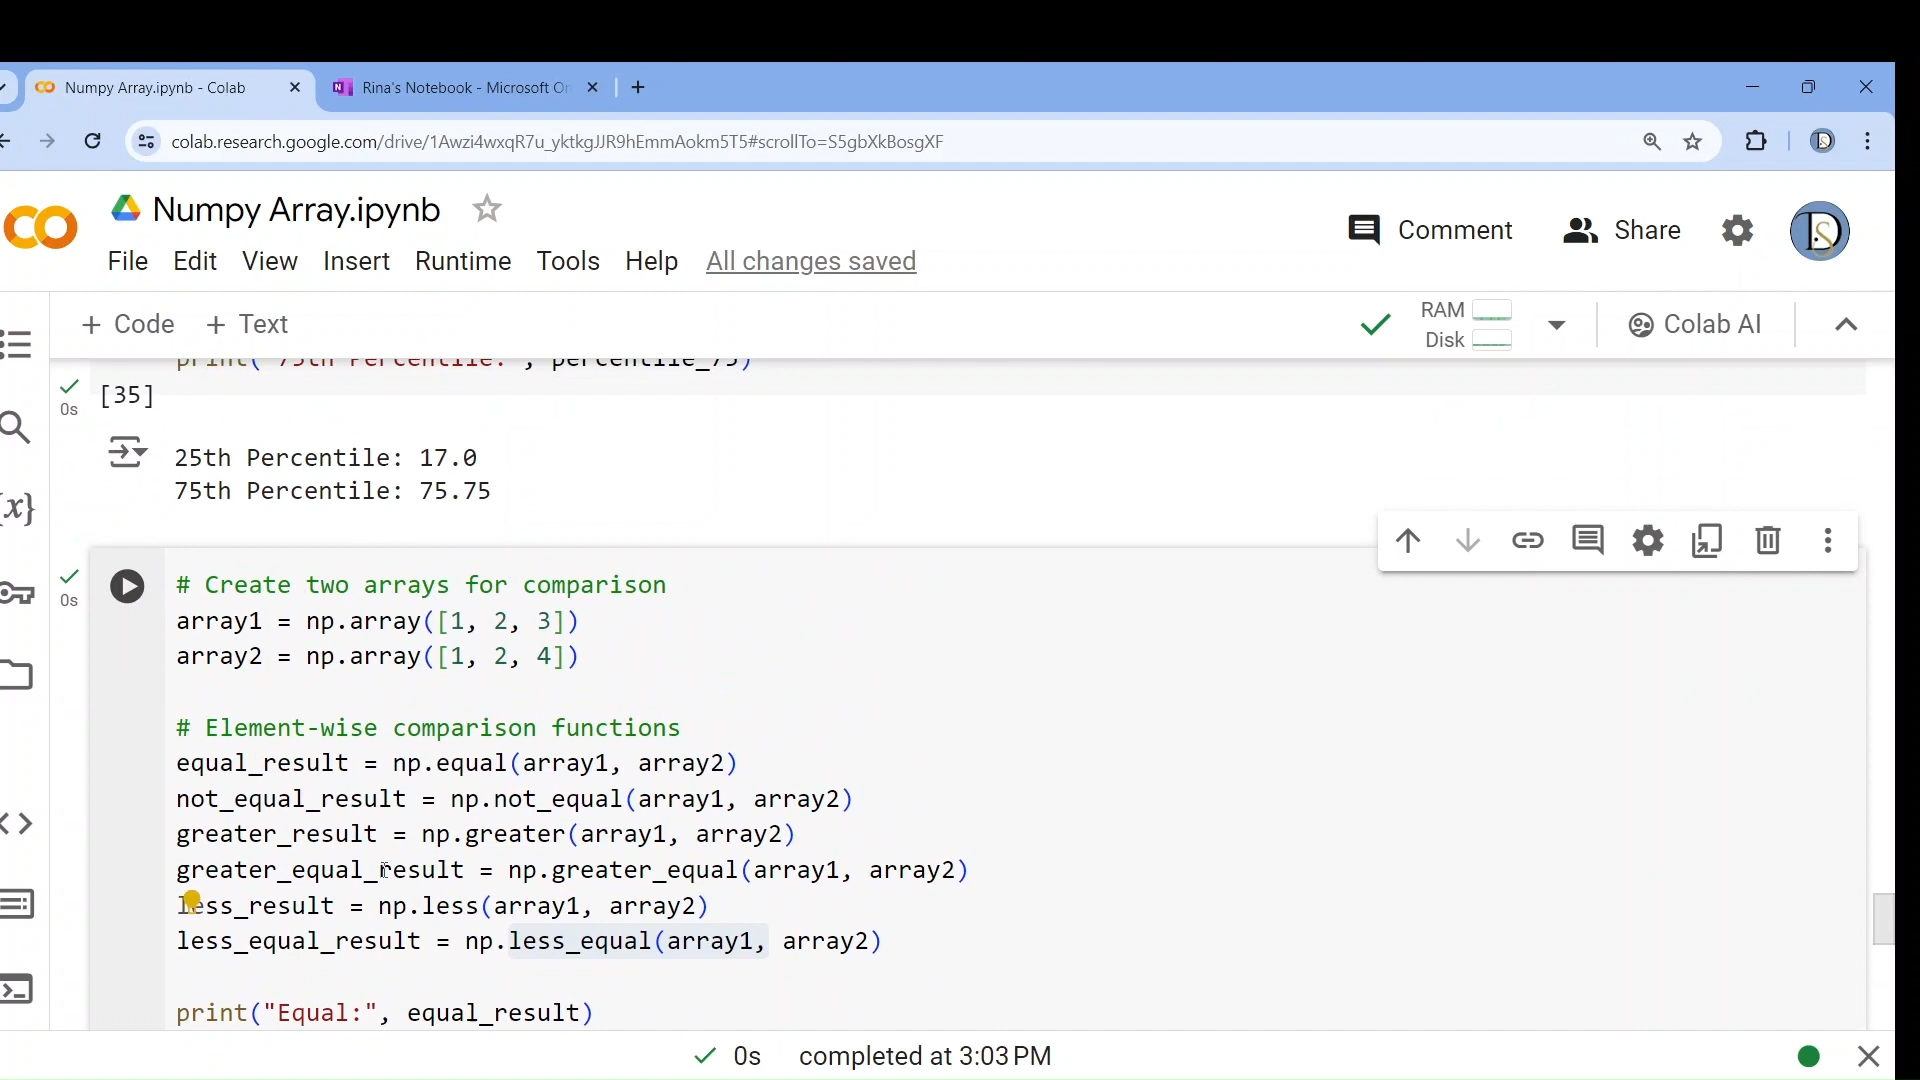 Numpy Array.ipynb - Colab
Rina's Notebook - Microsoft On
colab.research.google.com/drive/1Awzi4wxqR7u_yktkgJJR9hEmmAokm5T5#scrollTo=S5gbXkBosgXF
Numpy Array.ipynb
Comment
Share
File Edit View Insert Runtime Tools Help All changes saved
+ Code + Text
RAM
Disk
Colab AI
print("75th Percentile:", percentile_75)
0s
[35]
25th Percentile: 17.0
75th Percentile: 75.75
0s
# Create two arrays for comparison
array1 = np.array([1, 2, 3])
array2 = np.array([1, 2, 4])
# Element-wise comparison functions
equal_result = np.equal(array1, array2)
not_equal_result = np.not_equal(array1, array2)
greater_result = np.greater(array1, array2)
greater_equal_result = np.greater_equal(array1, array2)
less_result = np.less(array1, array2)
less_equal_result = np.less_equal(array1, array2)
print("Equal:", equal_result)
0s completed at 3:03 PM